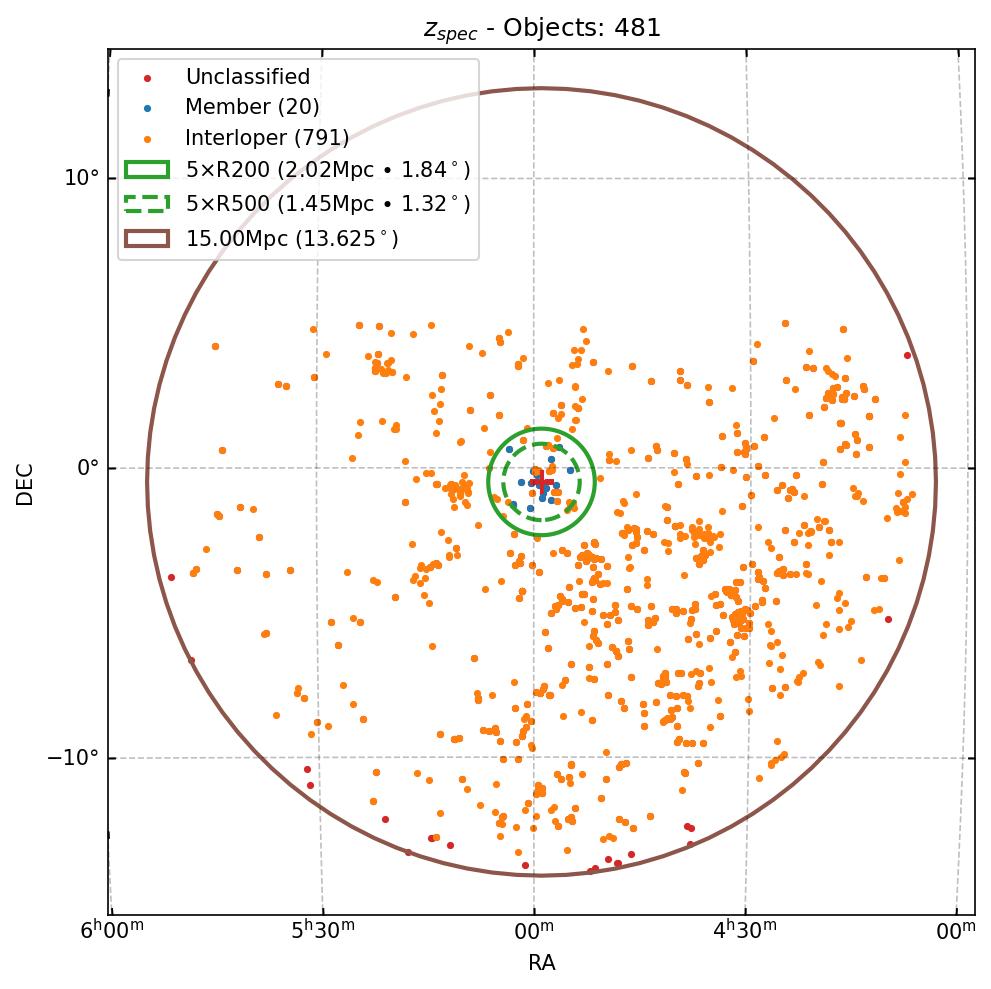 z_spec - Objects: 481
Unclassified
Member (20)
Interloper (791)
5×R200 (2.02Mpc • 1.84°)
5×R500 (1.45Mpc • 1.32°)
15.00Mpc (13.625°)
10°
0°
−10°
DEC
6ʰ00ᵐ 5ʰ30ᵐ 00ᵐ 4ʰ30ᵐ 00ᵐ
RA